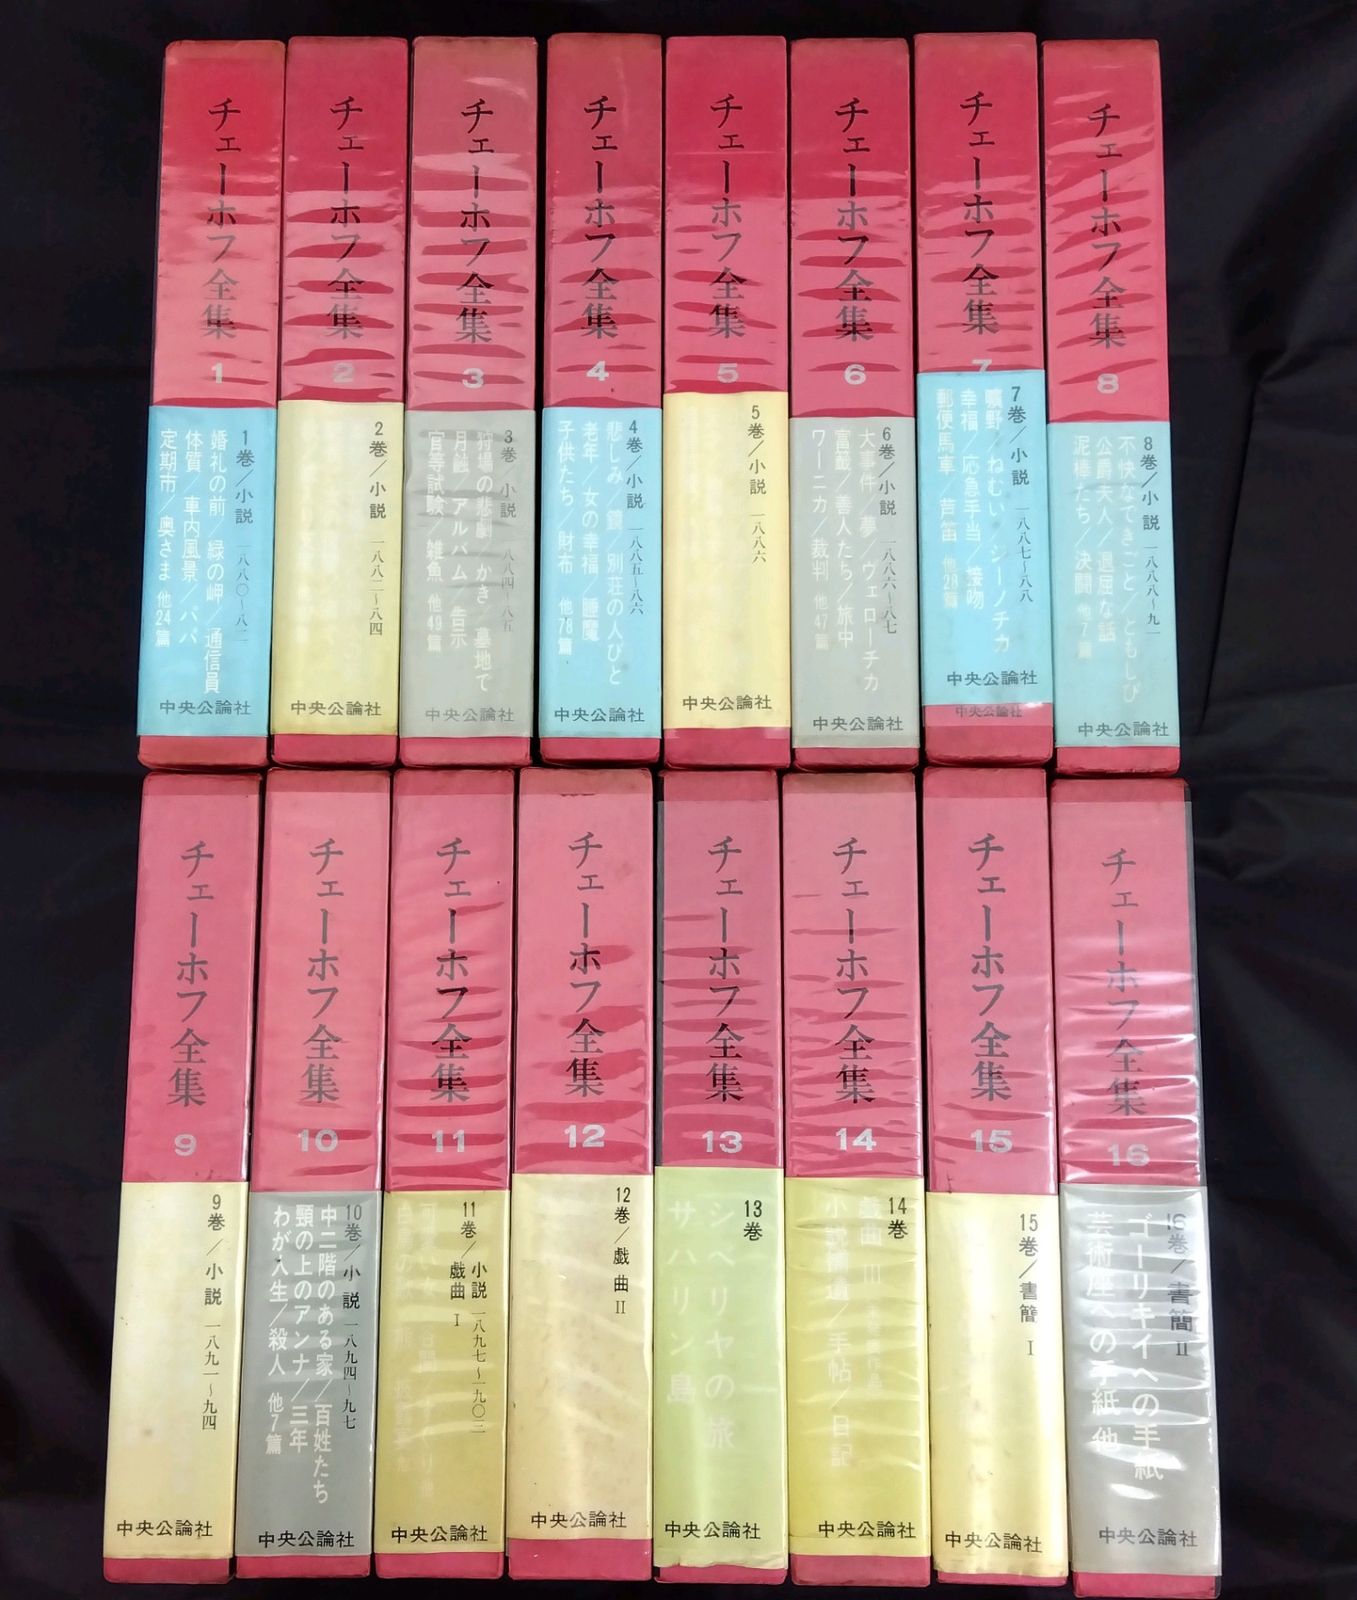 チェーホフ全集
1
1巻/小説 一八八〇〜八二
婚礼の前/緑の岬/通信員
体質/車内風景/パパ
定期市/奥さま 他24篇
中央公論社
チェーホフ全集
2
2巻/小説 一八八二〜八四
中央公論社
チェーホフ全集
3
3巻 小説 一八八四〜八五
狩場の悲劇/かき 墓地で
月蝕/アルバム 告示
官等試験 雑魚 他49篇
中央公論社
チェーホフ全集
4
4巻/小説 一八八五〜八六
悲しみ/鏡/別荘の人びと
老年/女の幸福/睡魔
子供たち/財布 他78篇
中央公論社
チェーホフ全集
5
5巻/小説 一八八六
中央公論社
チェーホフ全集
6
6巻/小説 一八八六〜八七
大事件/夢/ヴェローチカ
富籤/善人たち/旅中
ワーニカ/裁判 他47篇
中央公論社
チェーホフ全集
7
7巻/小説 一八八七〜八八
曠野/ねむい/ジーノチカ
幸福/応急手当/接吻
郵便馬車/芦笛 他28篇
中央公論社
中央公論社
チェーホフ全集
8
8巻/小説 一八八八〜九一
不快なできごと/ともしび
公爵夫人/退屈な話
泥棒たち/決闘 他7篇
中央公論社
チェーホフ全集
9
9巻/小説 一八九一〜九四
中央公論社
チェーホフ全集
10
10巻/小説 一八九四〜九七
中二階のある家/百姓たち
頸の上のアンナ/三年
わが人生/殺人 他7篇
中央公論社
チェーホフ全集
11
11巻/小説 一八九七〜一九〇三
戯曲 I
中央公論社
チェーホフ全集
12
12巻/戯曲 II
中央公論社
チェーホフ全集
13
13巻
シベリヤの旅
サハリン島
中央公論社
チェーホフ全集
14
14巻
戯曲 III
小説補遺/手帖/日記
中央公論社
チェーホフ全集
15
15巻/書簡 I
中央公論社
チェーホフ全集
16
16巻/書簡 II
ゴーリキイへの手紙
芸術座への手紙 他
中央公論社